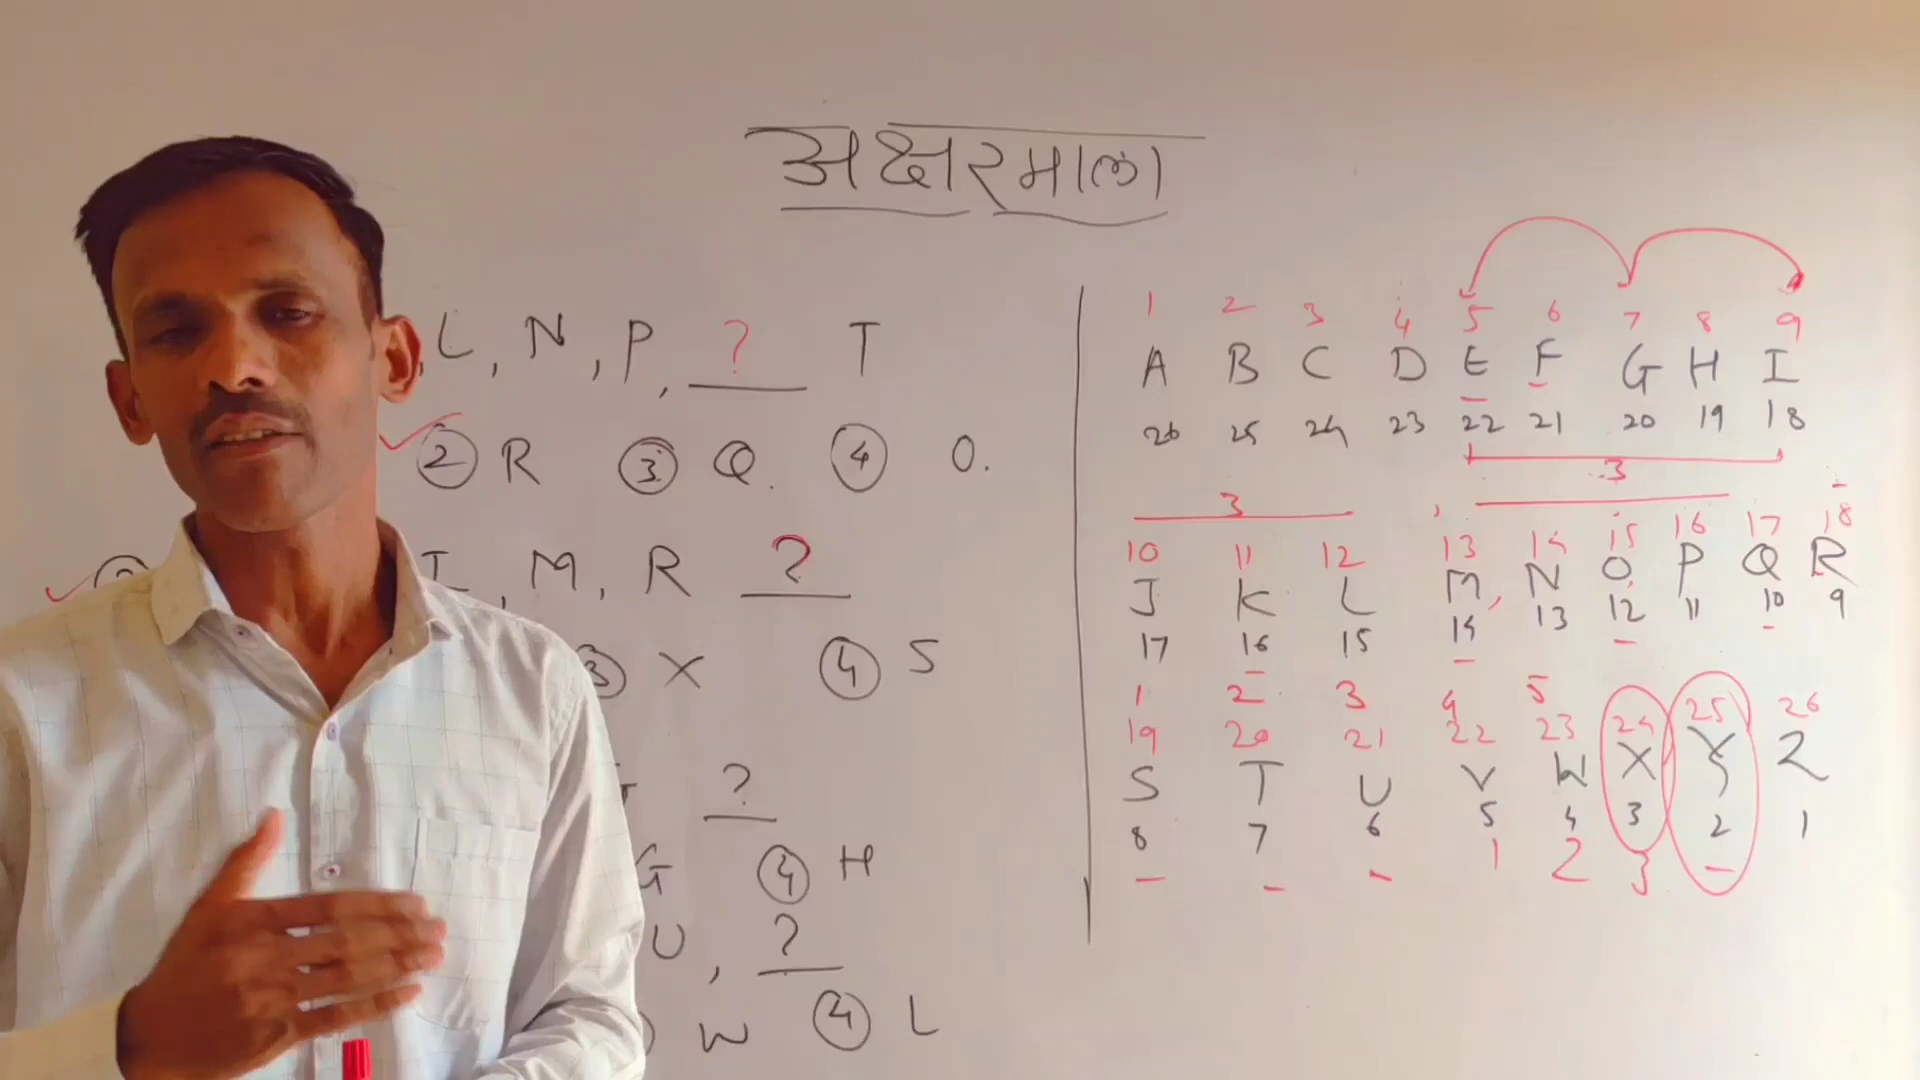 अक्षरमाला
, L, N, P, ? T
② R ③ Q. ④ O.
I, M, R ?
③ X ④ S
?
G ④ H
U, ?
W ④ L
1 2 3 4 5 6 7 8 9
A B C D E F G H I
26 25 24 23 22 21 20 19 18
3
3
10 11 12 13 14 15 16 17 18
J K L M, N O P Q R
17 16 15 14 13 12 11 10 9
1 2 3 4 5
19 20 21 22 23 24 25 26
S T U V W X Y Z
8 7 6 5 4 3 2 1
1 2 3